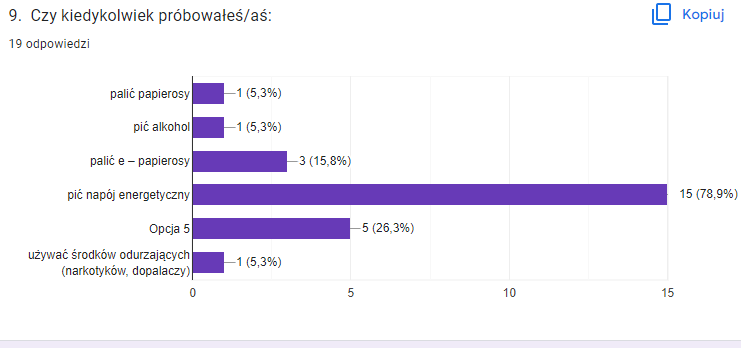 9. Czy kiedykolwiek próbowałeś/aś:
Kopiuj
19 odpowiedzi
palić papierosy
1 (5,3%)
pić alkohol
1 (5,3%)
palić e – papierosy
3 (15,8%)
pić napój energetyczny
15 (78,9%)
Opcja 5
5 (26,3%)
używać środków odurzających
(narkotyków, dopalaczy)
1 (5,3%)
0 5 10 15